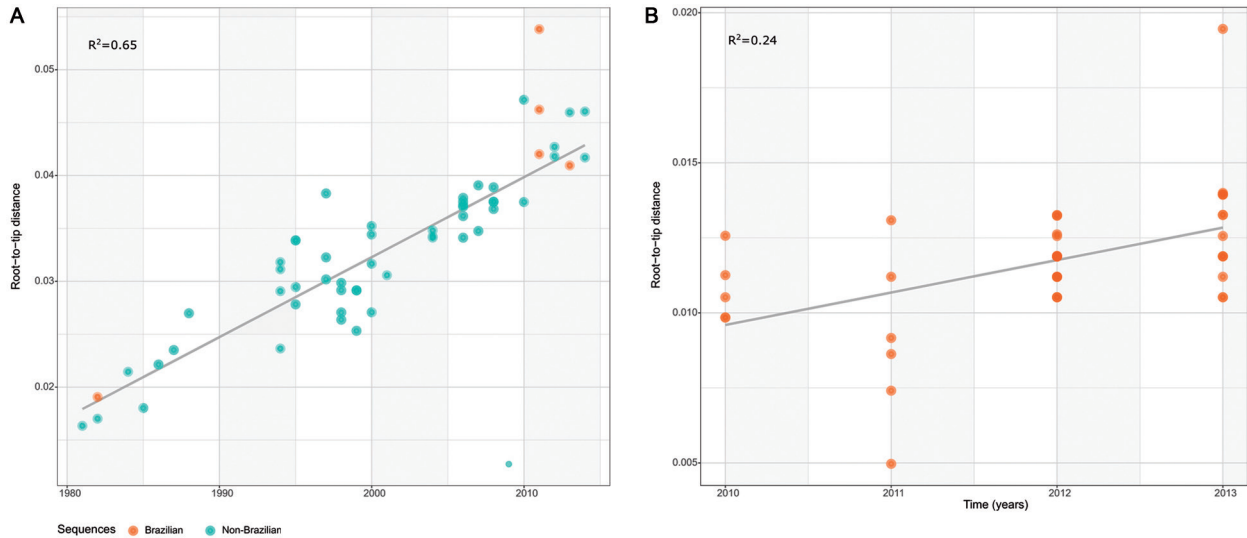 A
R²=0.65
Root-to-tip distance
0.05
0.04
0.03
0.02
1980
1990
2000
2010
Sequences Brazilian Non-Brazilian
B
R²=0.24
Root-to-tip distance
0.020
0.015
0.010
0.005
2010
2011
2012
2013
Time (years)